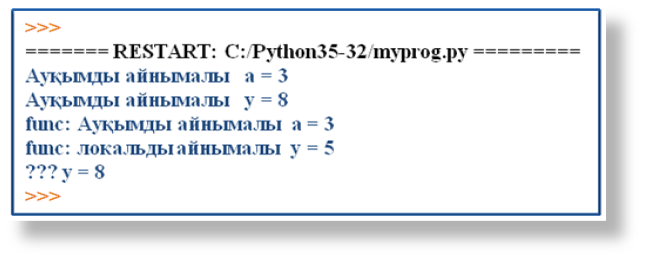 >>>
======= RESTART: C:/Python35-32/myprog.py =========
Ауқымды айнымалы a = 3
Ауқымды айнымалы y = 8
func: Ауқымды айнымалы a = 3
func: локальды айнымалы y = 5
??? y = 8
>>>